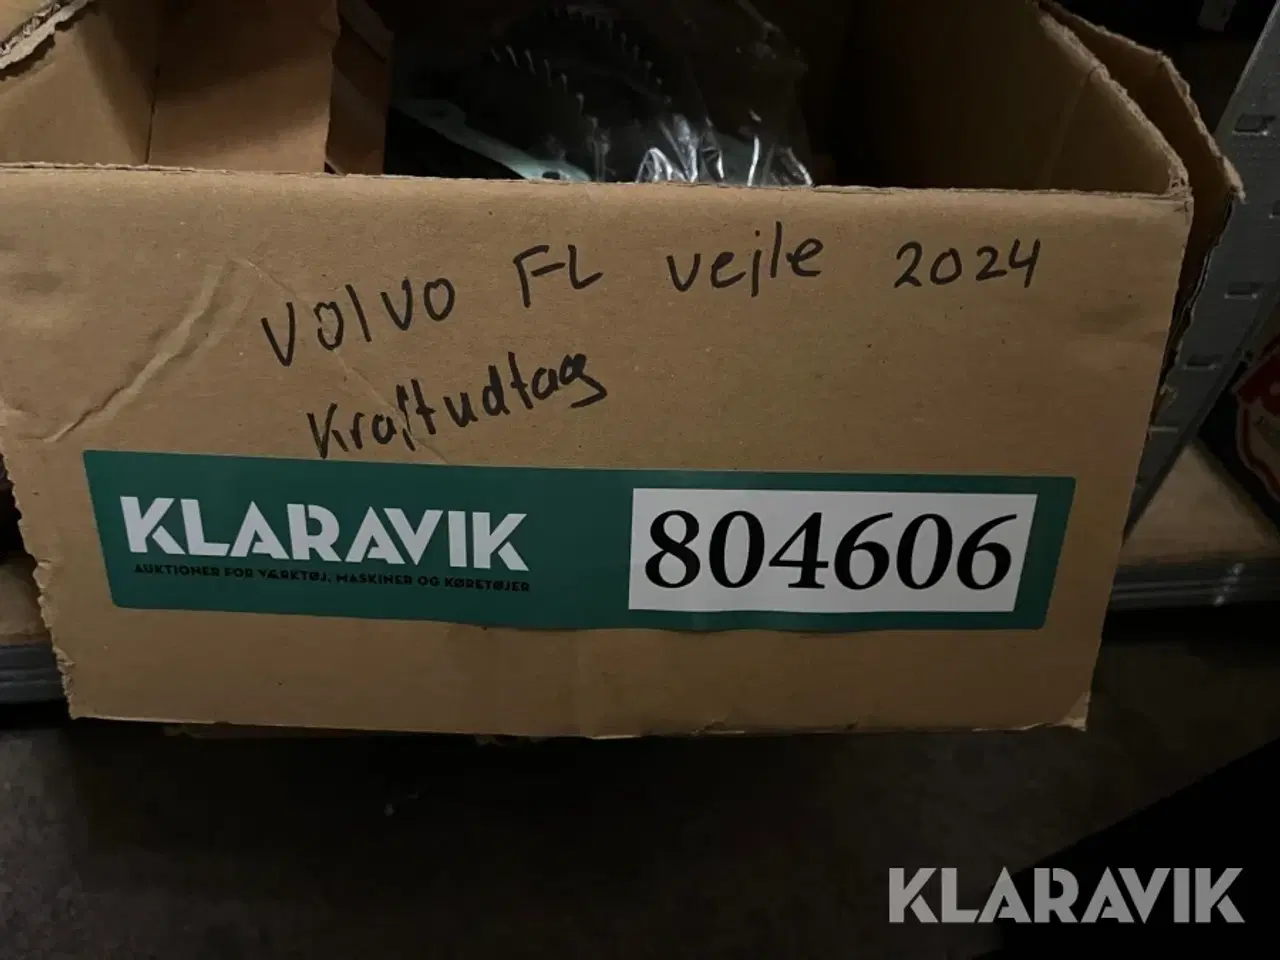 Volvo FL vejle 2024
Kraftudtag
KLARAVIK
AUKTIONER FOR VÆRKTØJ, MASKINER OG KØRETØJER
804606
KLARAVIK